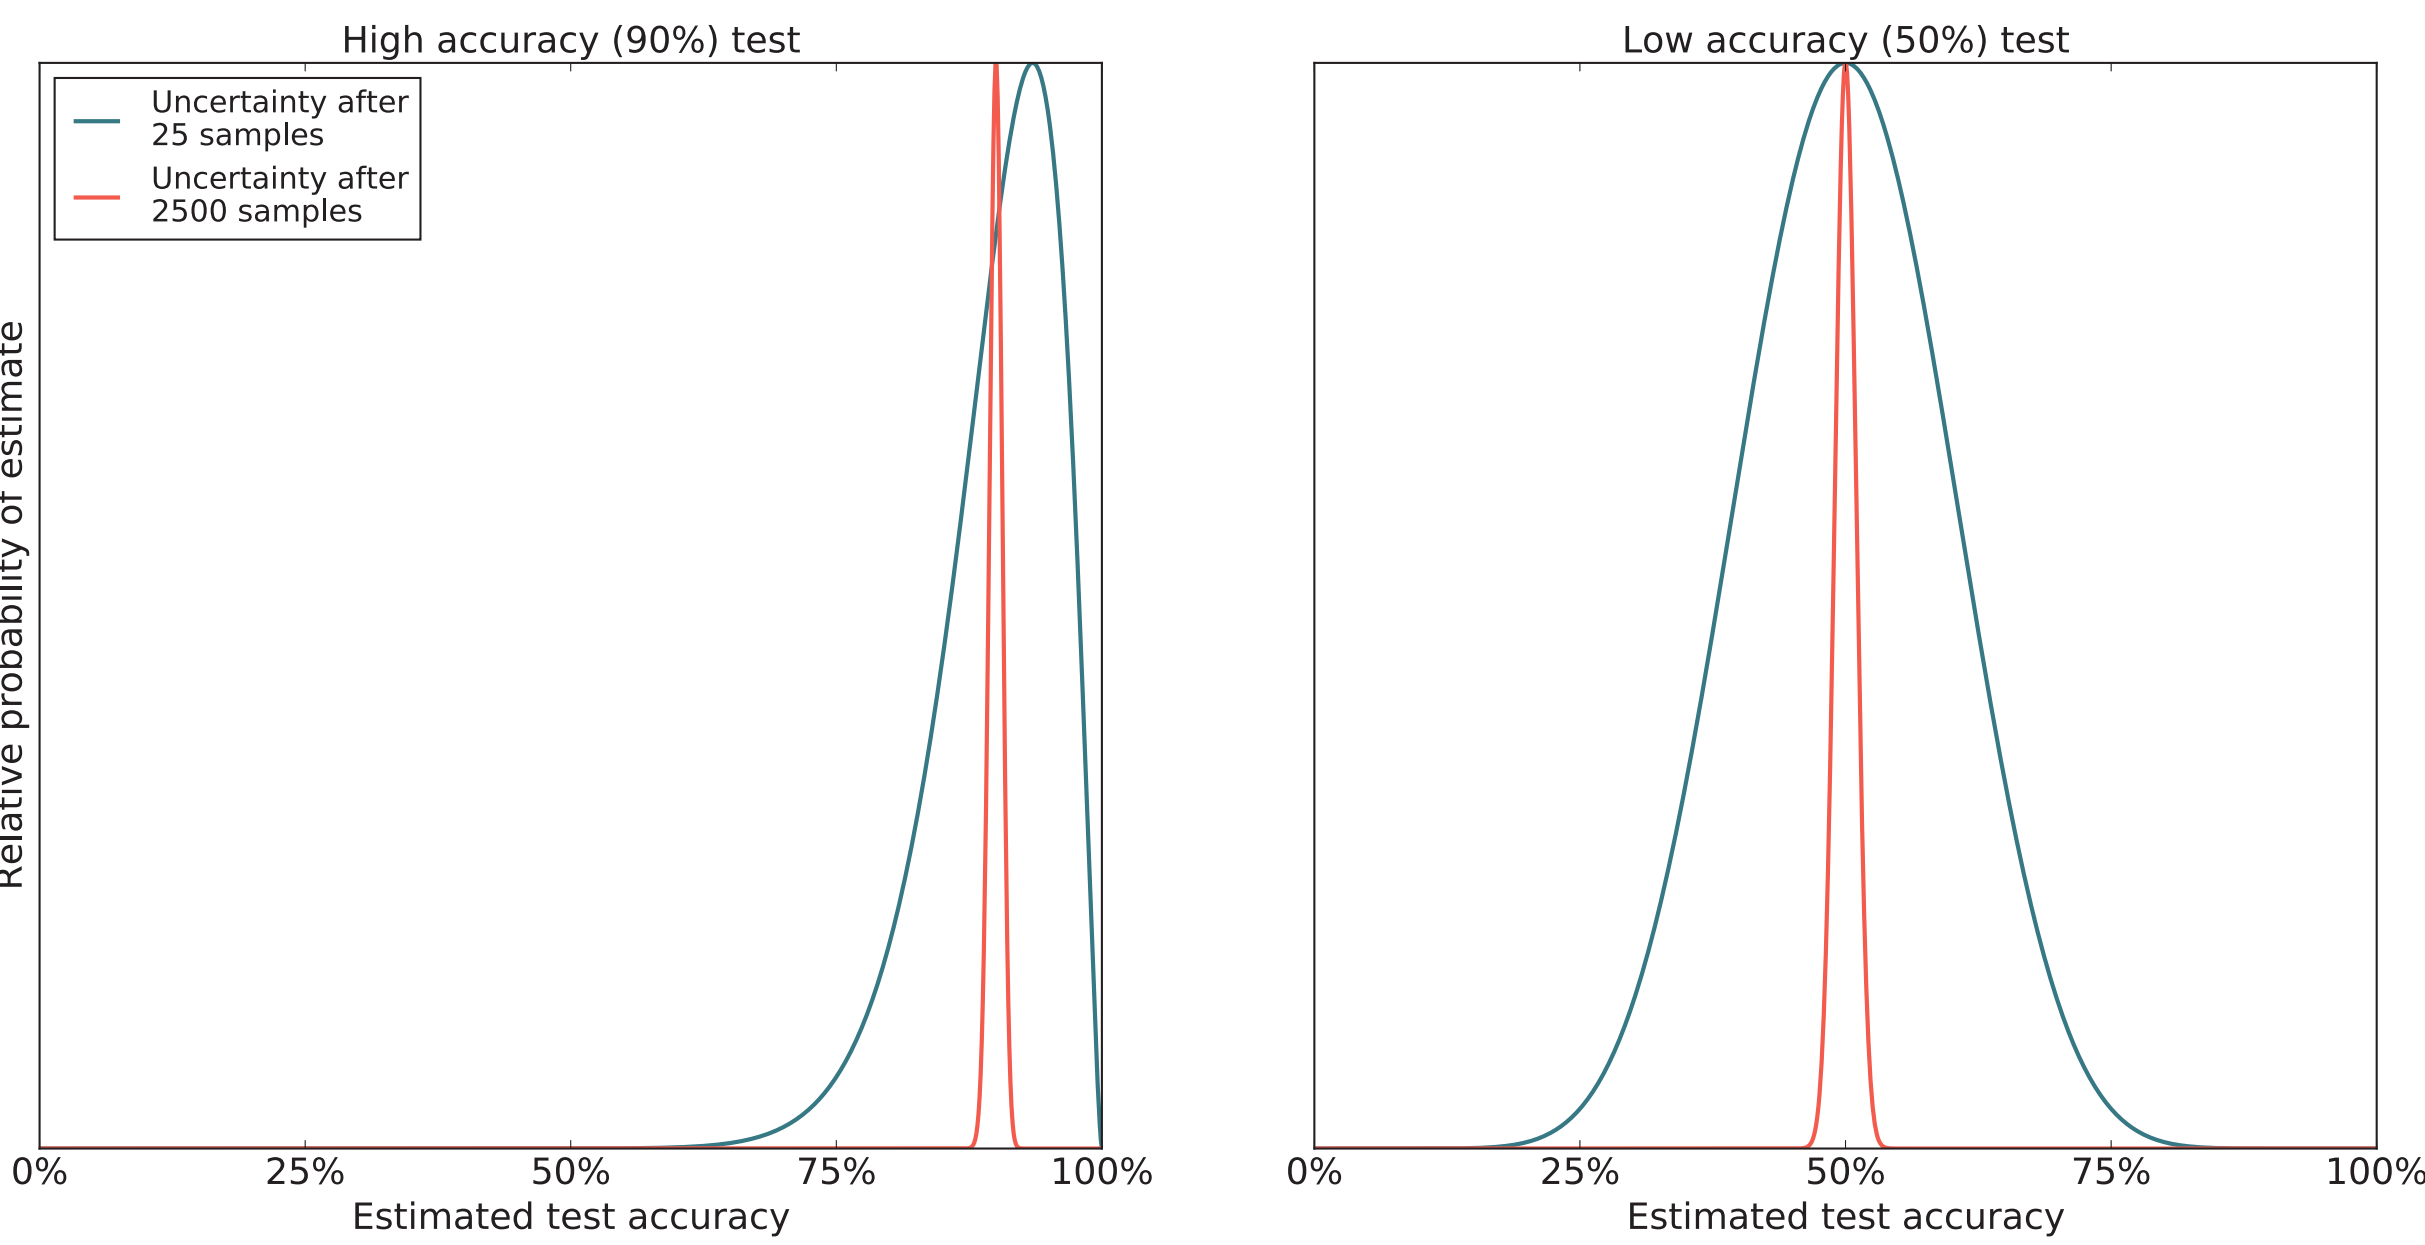 High accuracy (90%) test
Uncertainty after
25 samples
Uncertainty after
2500 samples
Relative probability of estimate
0%
25%
50%
75%
100%
Estimated test accuracy
Low accuracy (50%) test
0%
25%
50%
75%
100%
Estimated test accuracy